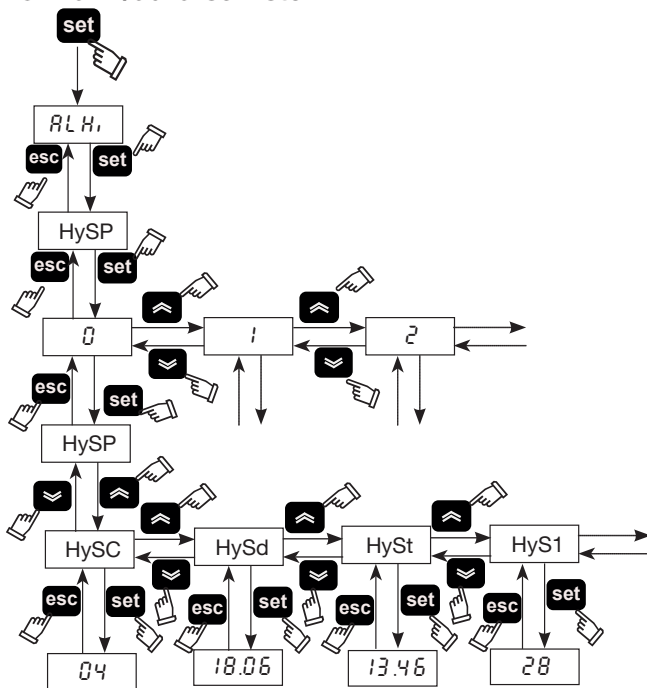 set
ALHi
esc set
HySP
esc set
0 1 2
esc set
HySP
HySC HySd HySt HyS1
esc set esc set esc set esc set
04 18.06 13.46 28